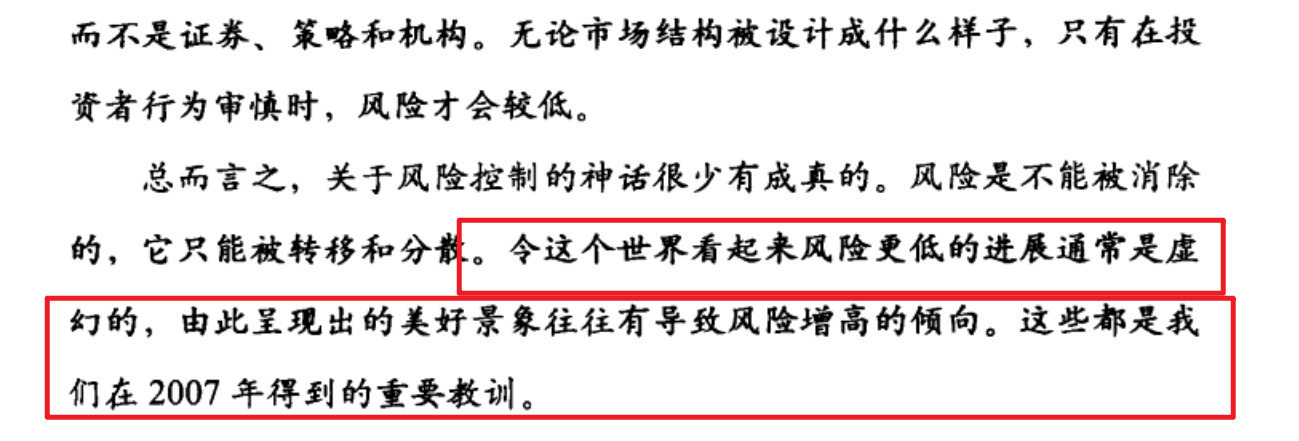 而不是证券、策略和机构。无论市场结构被设计成什么样子，只有在投
资者行为审慎时，风险才会较低。
总而言之，关于风险控制的神话很少有成真的。风险是不能被消除
的，它只能被转移和分散。令这个世界看起来风险更低的进展通常是虚
幻的，由此呈现出的美好景象往往有导致风险增高的倾向。这些都是我
们在 2007 年得到的重要教训。